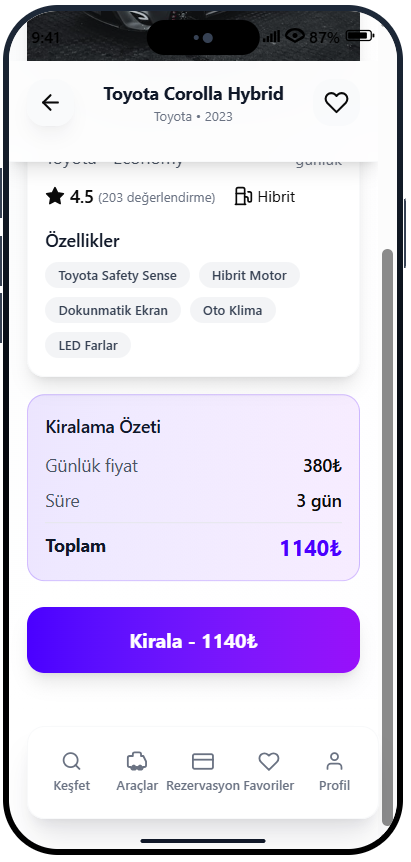 9:41 87%
Toyota Corolla Hybrid
Toyota • 2023
Toyota • Economy günlük
4.5 (203 değerlendirme) Hibrit
Özellikler
Toyota Safety Sense Hibrit Motor
Dokunmatik Ekran Oto Klima
LED Farlar
Kiralama Özeti
Günlük fiyat 380₺
Süre 3 gün
Toplam 1140₺
Kirala - 1140₺
Keşfet Araçlar Rezervasyon Favoriler Profil